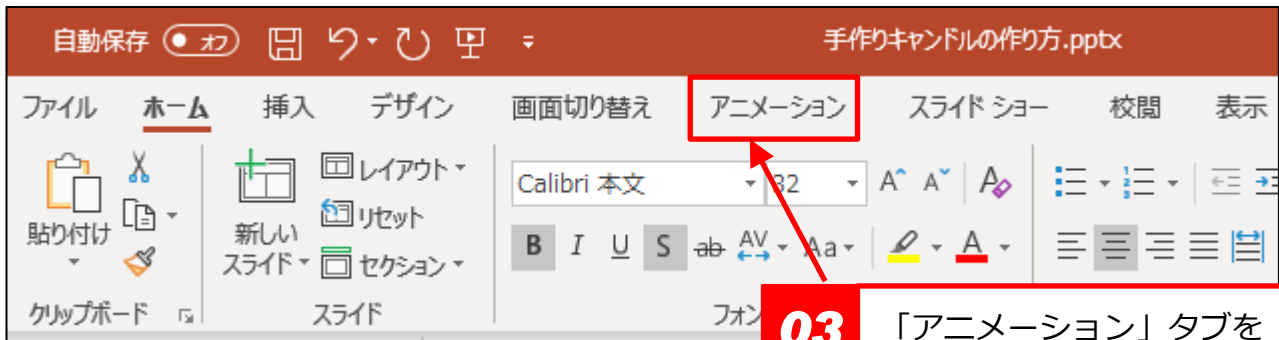 自動保存 オフ 手作りキャンドルの作り方.pptx
ファイル ホーム 挿入 デザイン 画面切り替え アニメーション スライド ショー 校閲 表示
貼り付け
新しい
スライド
レイアウト
リセット
セクション
Calibri 本文 32 A A A
B I U S ab AV Aa A
クリップボード スライド フォン
03 「アニメーション」タブを